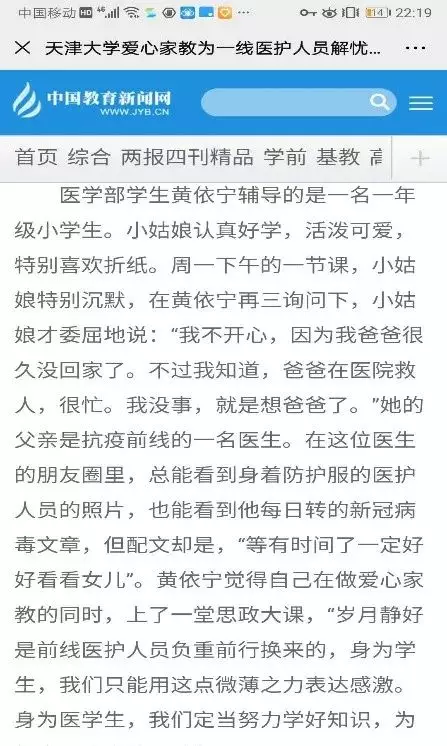 中国移动 HD 4G 14 22:19
天津大学爱心家教为一线医护人员解忧...
中国教育新闻网
WWW.JYB.CN
首页 综合 两报四刊精品 学前 基教
医学部学生黄依宁辅导的是一名一年
级小学生。小姑娘认真好学，活泼可爱，
特别喜欢折纸。周一下午的一节课，小姑
娘特别沉默，在黄依宁再三询问下，小姑
娘才委屈地说：“我不开心，因为我爸爸很
久没回家了。不过我知道，爸爸在医院救
人，很忙。我没事，就是想爸爸了。”她的
父亲是抗疫前线的一名医生。在这位医生
的朋友圈里，总能看到身着防护服的医护
人员的照片，也能看到他每日转的新冠病
毒文章，但配文却是，“等有时间了一定好
好看看女儿”。黄依宁觉得自己在做爱心家
教的同时，上了一堂思政大课，“岁月静好
是前线医护人员负重前行换来的，身为学
生，我们只能用这点微薄之力表达感激。
身为医学生，我们定当努力学好知识，为